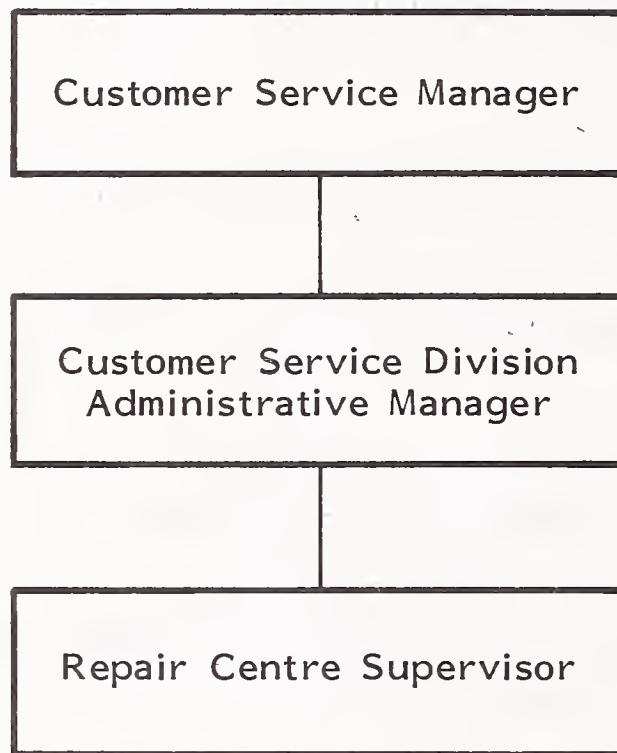 Customer Service Manager
Customer Service Division
Administrative Manager
Repair Centre Supervisor